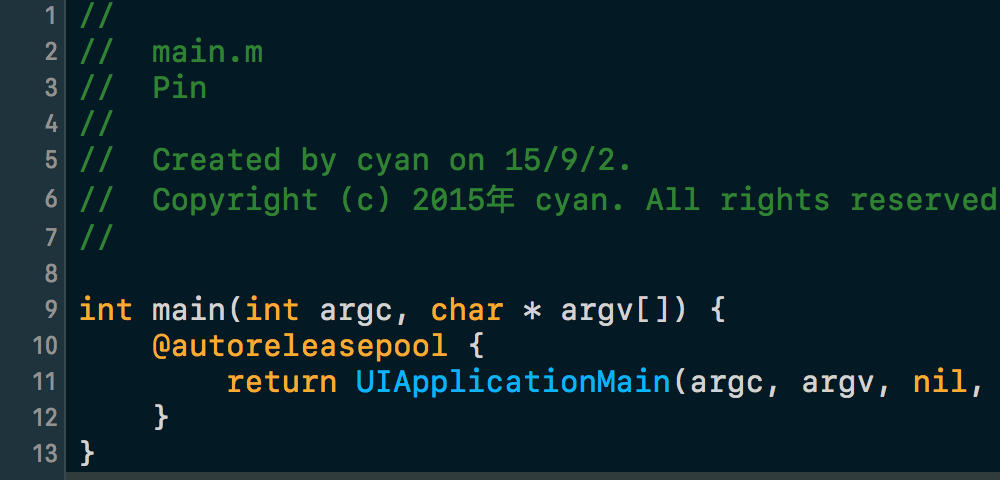 1 //
2 //  main.m
3 //  Pin
4 //
5 //  Created by cyan on 15/9/2.
6 //  Copyright (c) 2015年 cyan. All rights reserved
7 //
8
9 int main(int argc, char * argv[]) {
10     @autoreleasepool {
11         return UIApplicationMain(argc, argv, nil,
12     }
13 }